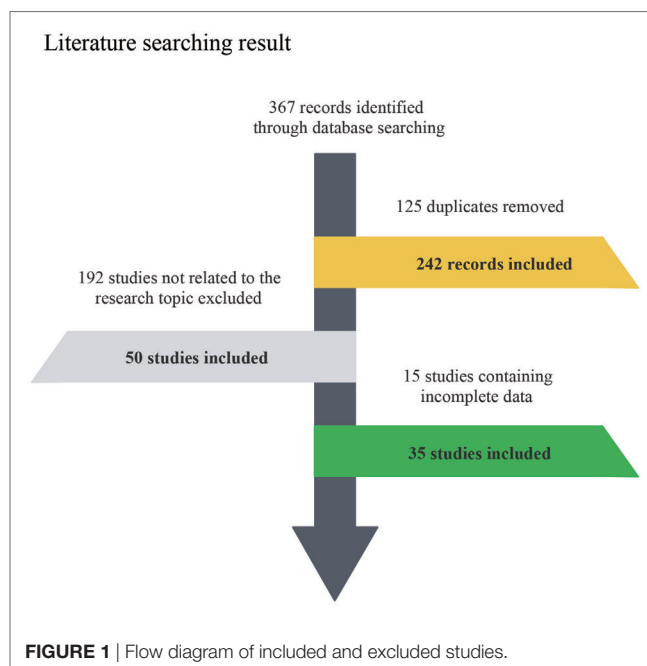 Literature searching result
367 records identified
through database searching
125 duplicates removed
242 records included
192 studies not related to the
research topic excluded
50 studies included
15 studies containing
incomplete data
35 studies included
FIGURE 1 | Flow diagram of included and excluded studies.